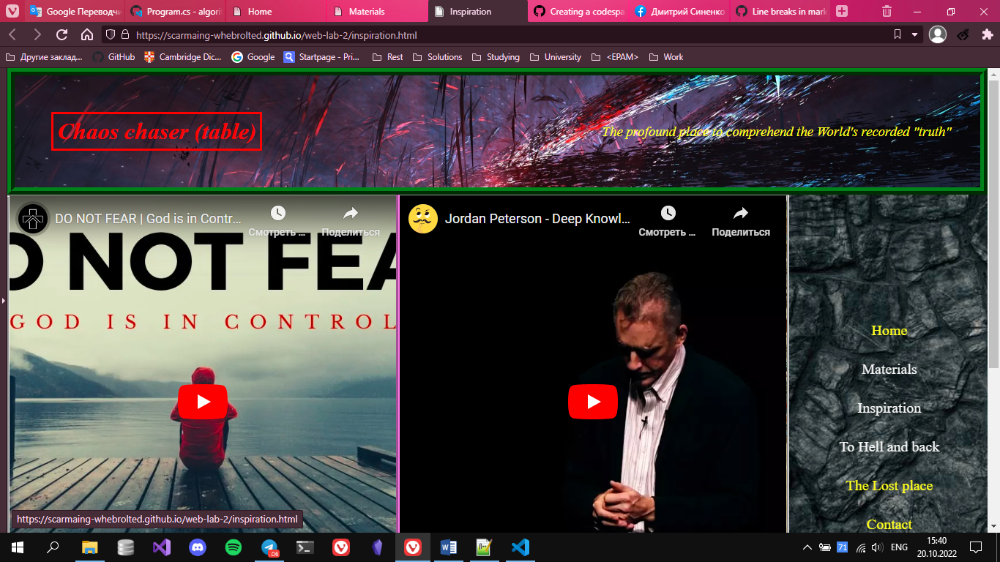 Google Переводч
Program.cs - algori
Home
Materials
Inspiration
Creating a codespa
Дмитрий Синенко
Line breaks in mark
https://scarmaing-whebrolted.github.io/web-lab-2/inspiration.html
Другие заклад...
GitHub
Cambridge Dic...
Google
Startpage - Pri...
Rest
Solutions
Studying
University
<EPAM>
Work
Chaos chaser (table)
The profound place to comprehend the World's recorded "truth"
DO NOT FEAR | God is in Contr...
Смотреть ...
Поделиться
DO NOT FEA
GOD IS IN CONTROL
Jordan Peterson - Deep Knowl...
Смотреть ...
Поделиться
Home
Materials
Inspiration
To Hell and back
The Lost place
Contact
https://scarmaing-whebrolted.github.io/web-lab-2/inspiration.html
.06
71
ENG
15:40
20.10.2022